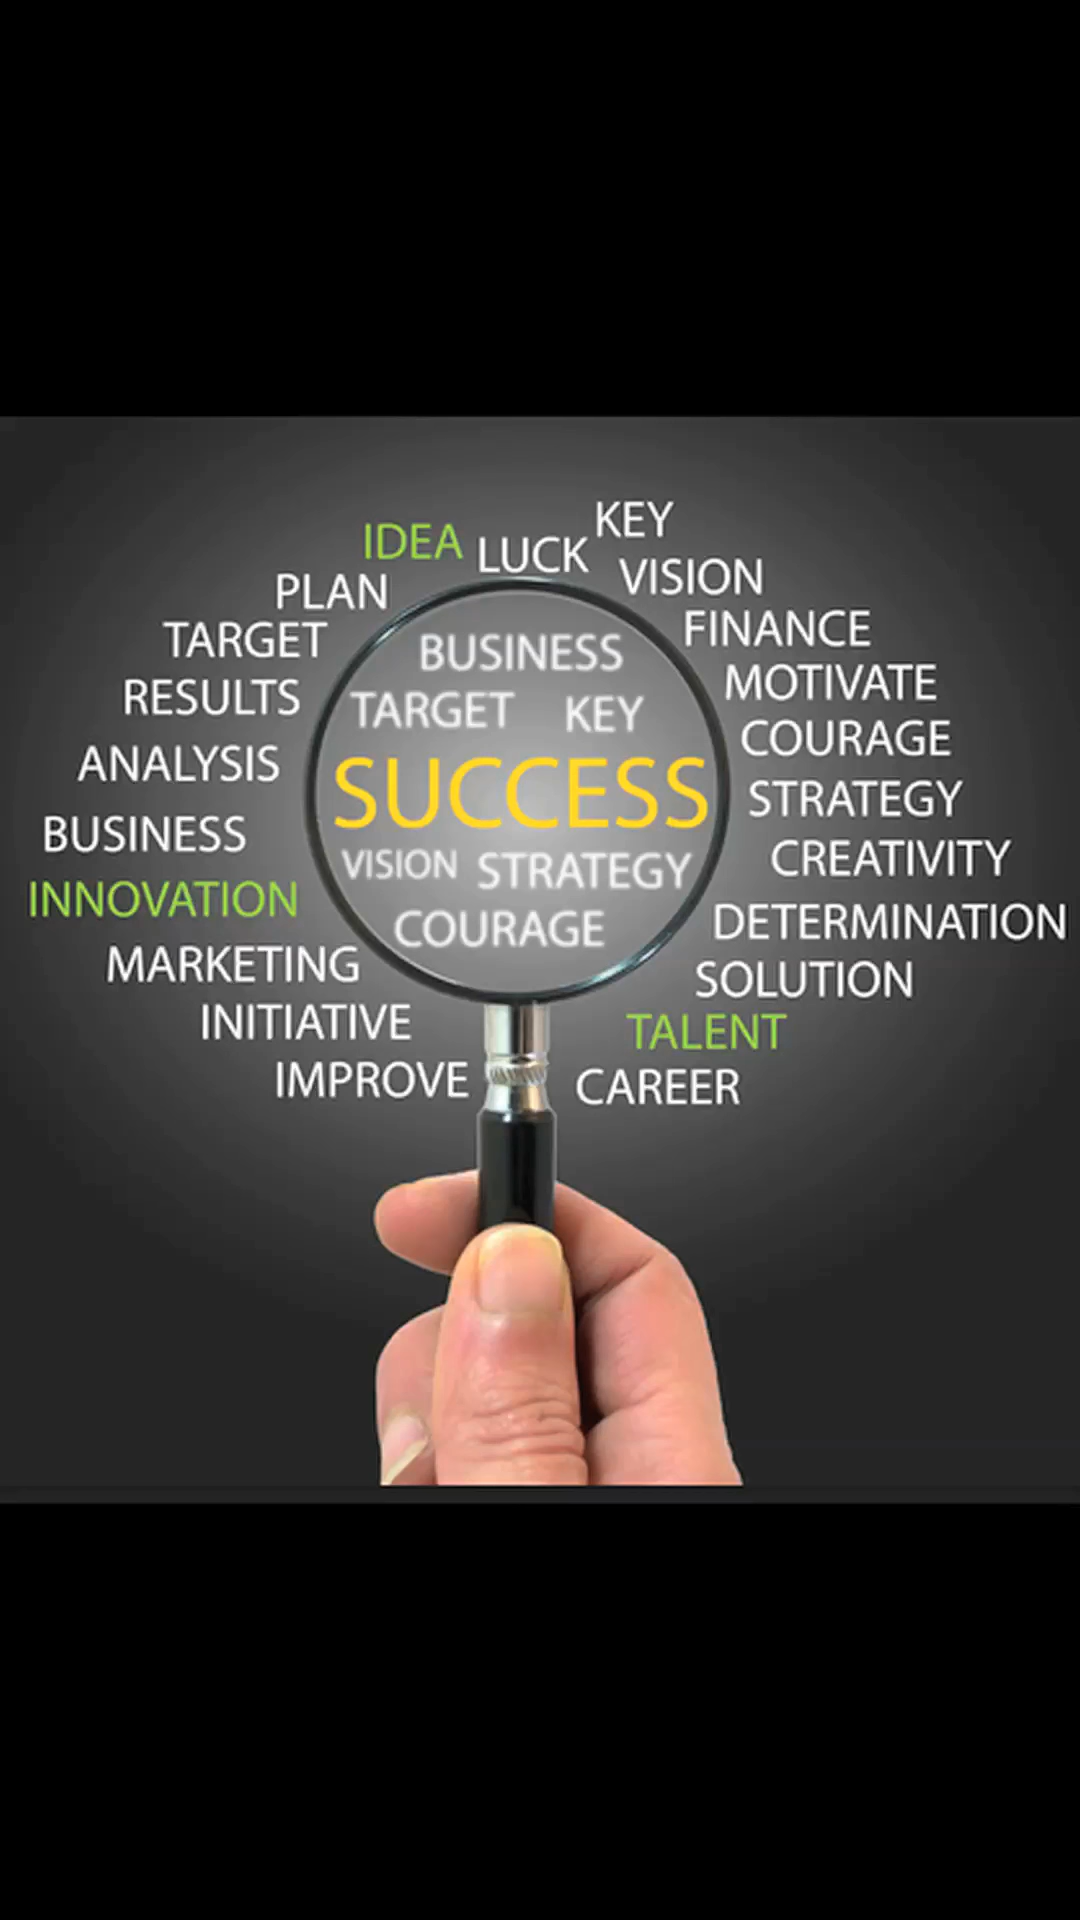 KEY
IDEA LUCK
VISION
PLAN
FINANCE
TARGET
MOTIVATE
RESULTS
COURAGE
ANALYSIS
STRATEGY
BUSINESS
CREATIVITY
INNOVATION
DETERMINATION
MARKETING
SOLUTION
INITIATIVE
TALENT
IMPROVE
CAREER
BUSINESS
TARGET KEY
SUCCESS
VISION STRATEGY
COURAGE